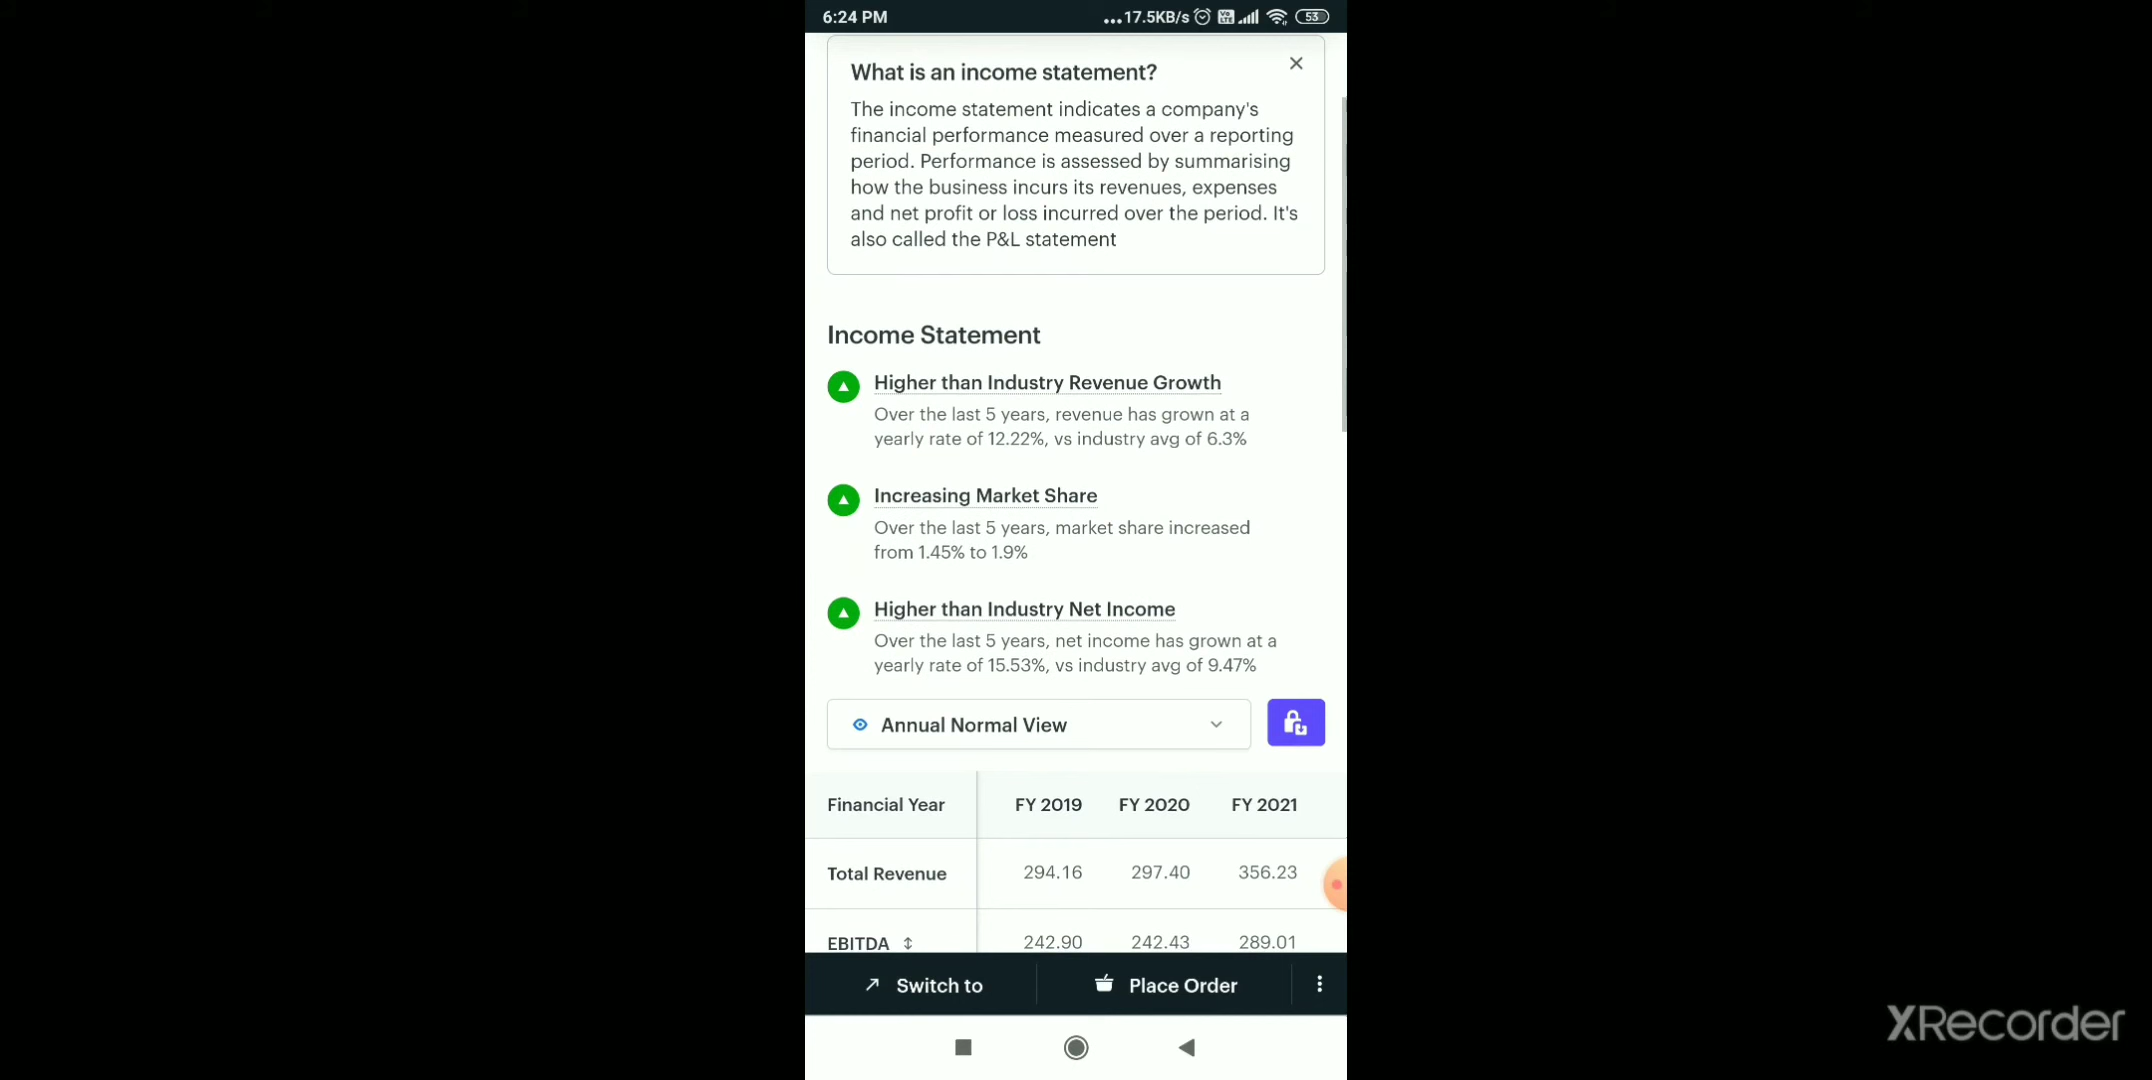 6:24 PM
...17.5KB/s
53
What is an income statement?
The income statement indicates a company's
financial performance measured over a reporting
period. Performance is assessed by summarising
how the business incurs its revenues, expenses
and net profit or loss incurred over the period. It's
also called the P&L statement
Income Statement
Higher than Industry Revenue Growth
Over the last 5 years, revenue has grown at a
yearly rate of 12.22%, vs industry avg of 6.3%
Increasing Market Share
Over the last 5 years, market share increased
from 1.45% to 1.9%
Higher than Industry Net Income
Over the last 5 years, net income has grown at a
yearly rate of 15.53%, vs industry avg of 9.47%
Annual Normal View
Financial Year FY 2019 FY 2020 FY 2021
Total Revenue 294.16 297.40 356.23
EBITDA 242.90 242.43 289.01
Switch to Place Order
XRecorder